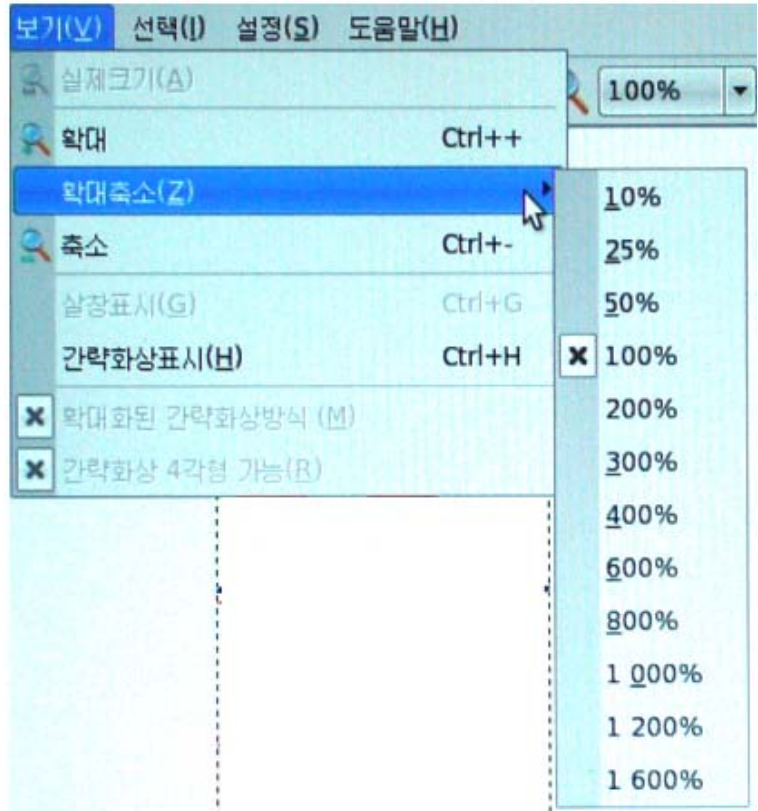 보기(V) 선택(I) 설정(S) 도움말(H)
실제크기(A)
100%
확대 Ctrl++
확대축소(Z)
축소 Ctrl+-
살창표시(G) Ctrl+G
간략화상표시(H) Ctrl+H
확대화된 간략화상방식 (M)
간략화상 4각형 가능(R)
10%
25%
50%
100%
200%
300%
400%
600%
800%
1 000%
1 200%
1 600%